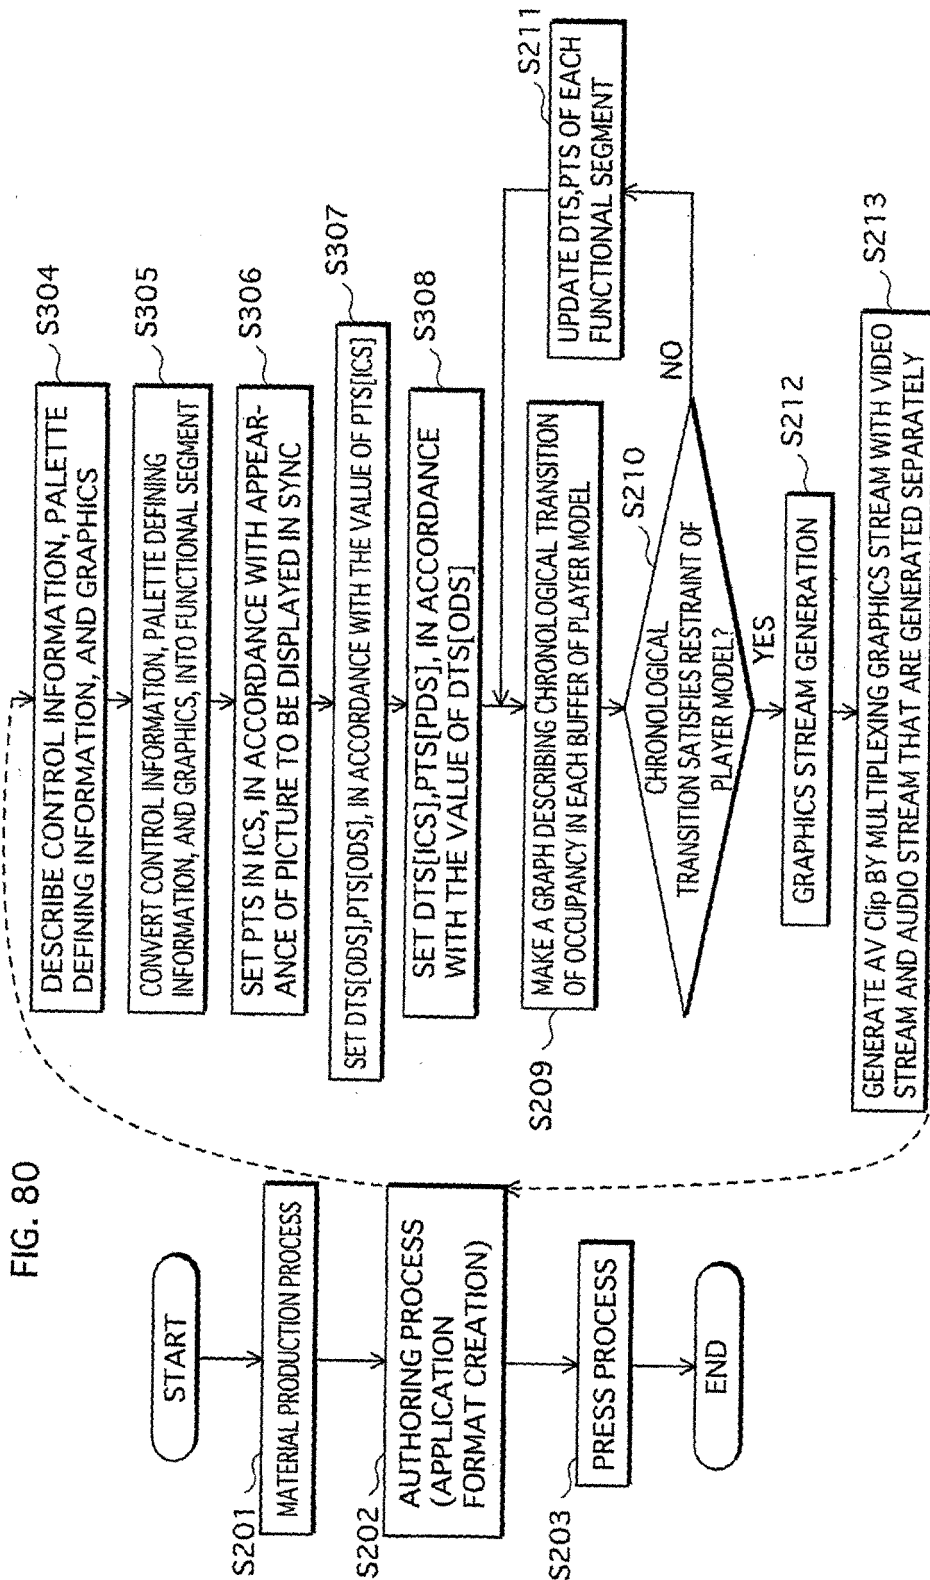 FIG. 80
START
S201
MATERIAL PRODUCTION PROCESS
S202
AUTHORING PROCESS
(APPLICATION
FORMAT CREATION)
S203
PRESS PROCESS
END
S304
DESCRIBE CONTROL INFORMATION, PALETTE
DEFINING INFORMATION, AND GRAPHICS
S305
CONVERT CONTROL INFORMATION, PALETTE DEFINING
INFORMATION, AND GRAPHICS, INTO FUNCTIONAL SEGMENT
S306
SET PTS IN ICS, IN ACCORDANCE WITH APPEAR-
ANCE OF PICTURE TO BE DISPLAYED IN SYNC
S307
SET DTS[ODS],PTS[ODS], IN ACCORDANCE WITH THE VALUE OF PTS[ICS]
S308
SET DTS[ICS],PTS[PDS], IN ACCORDANCE
WITH THE VALUE OF DTS[ODS]
S209
MAKE A GRAPH DESCRIBING CHRONOLOGICAL TRANSITION
OF OCCUPANCY IN EACH BUFFER OF PLAYER MODEL
S210
CHRONOLOGICAL
TRANSITION SATISFIES RESTRAINT OF
PLAYER MODEL?
NO
S211
UPDATE DTS,PTS OF EACH
FUNCTIONAL SEGMENT
YES
S212
GRAPHICS STREAM GENERATION
S213
GENERATE AV Clip BY MULTIPLEXING GRAPHICS STREAM WITH VIDEO
STREAM AND AUDIO STREAM THAT ARE GENERATED SEPARATELY